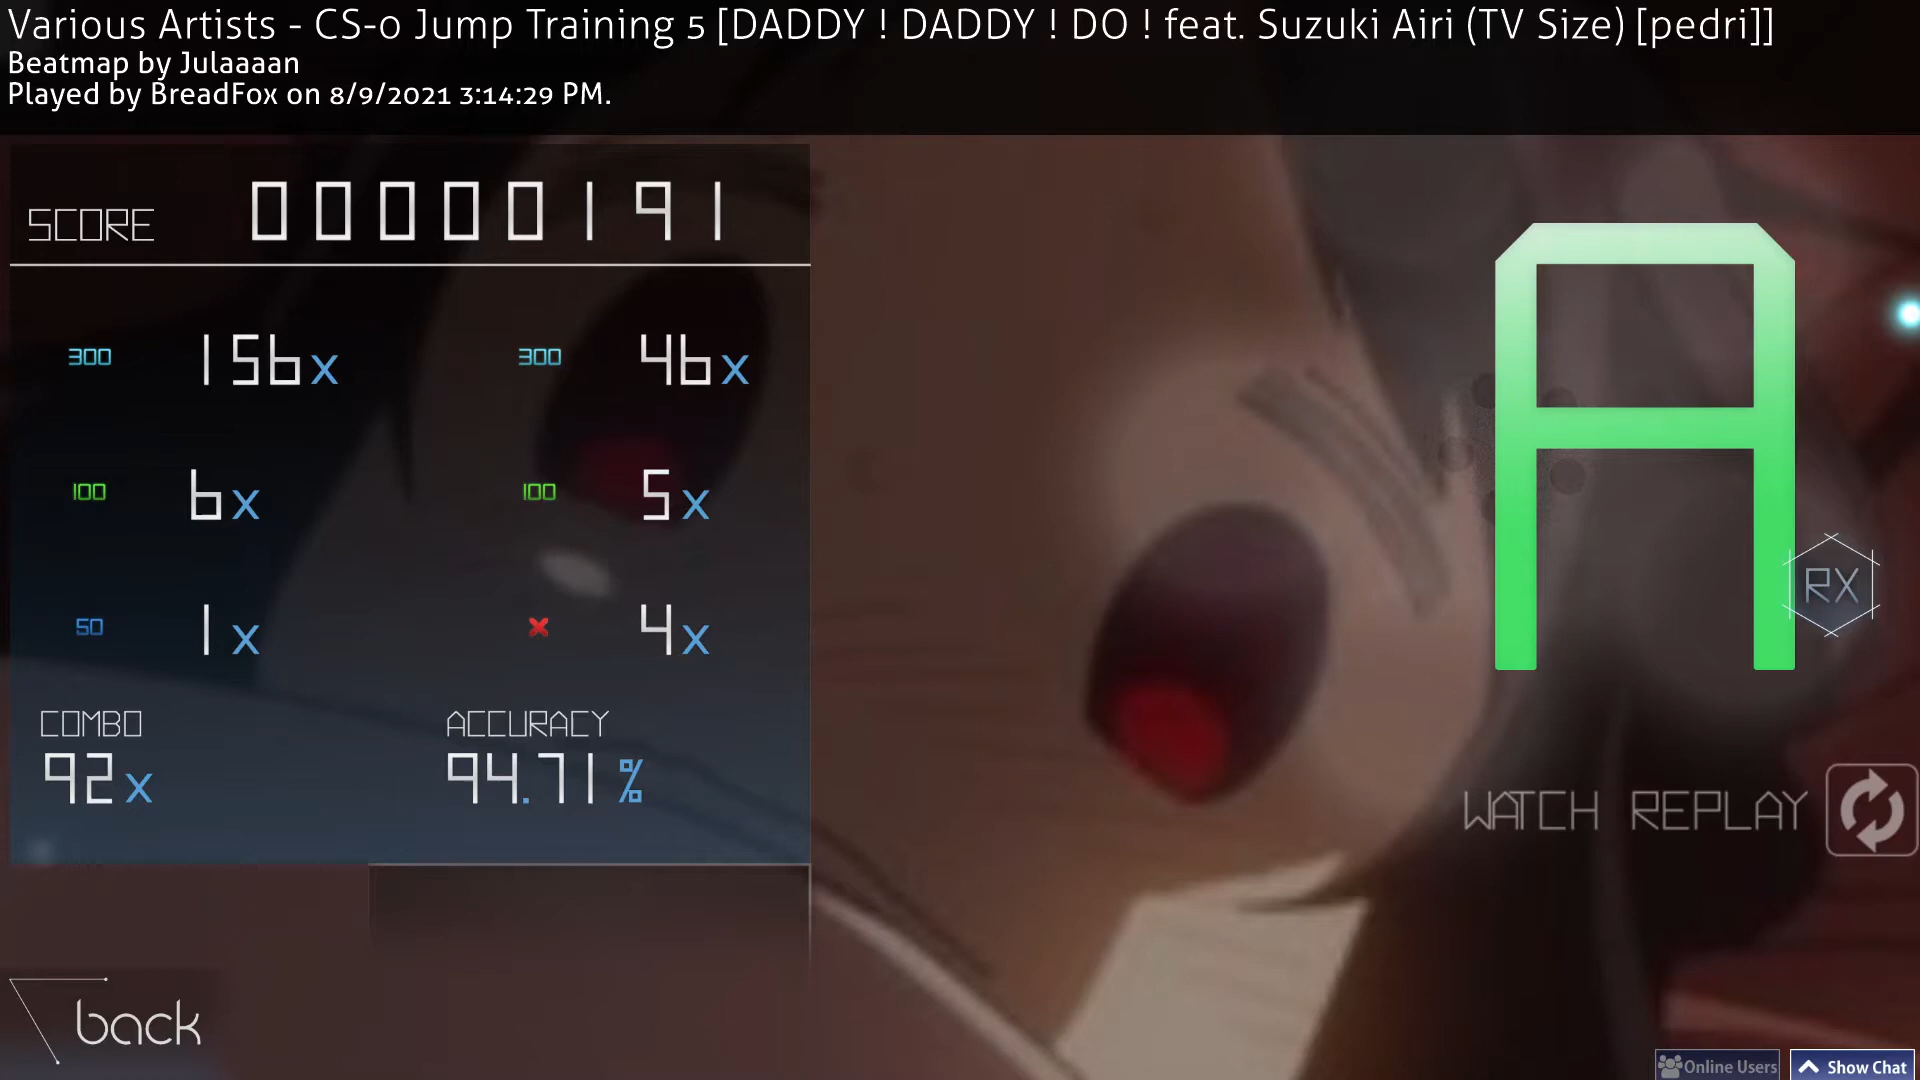 Various Artists - CS-0 Jump Training 5 [DADDY ! DADDY ! DO ! feat. Suzuki Airi (TV Size) [pedri]]
Beatmap by Julaaaan
Played by BreadFox on 8/9/2021 3:14:29 PM.
SCORE 00000191
300 156x 300 46x
100 6x 100 5x
50 1x 4x
COMBO ACCURACY
92x 94.71%
RX
WATCH REPLAY
back
Online Users Show Chat